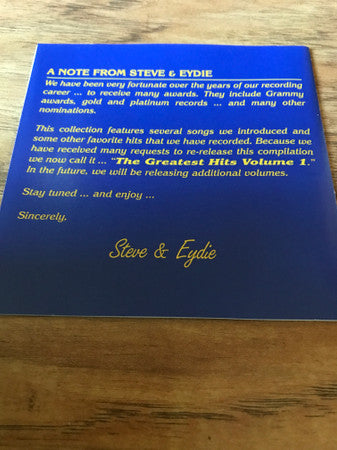 A NOTE FROM STEVE & EYDIE
We have been very fortunate over the years of our recording
career ... to receive many awards. They include Grammy
awards, gold and platinum records ... and many other
nominations.
This collection features several songs we introduced and
some other favorite hits that we have recorded. Because we
have received many requests to re-release this compilation
we now call it ... "The Greatest Hits Volume 1."
In the future, we will be releasing additional volumes.
Stay tuned ... and enjoy ...
Sincerely,
Steve & Eydie